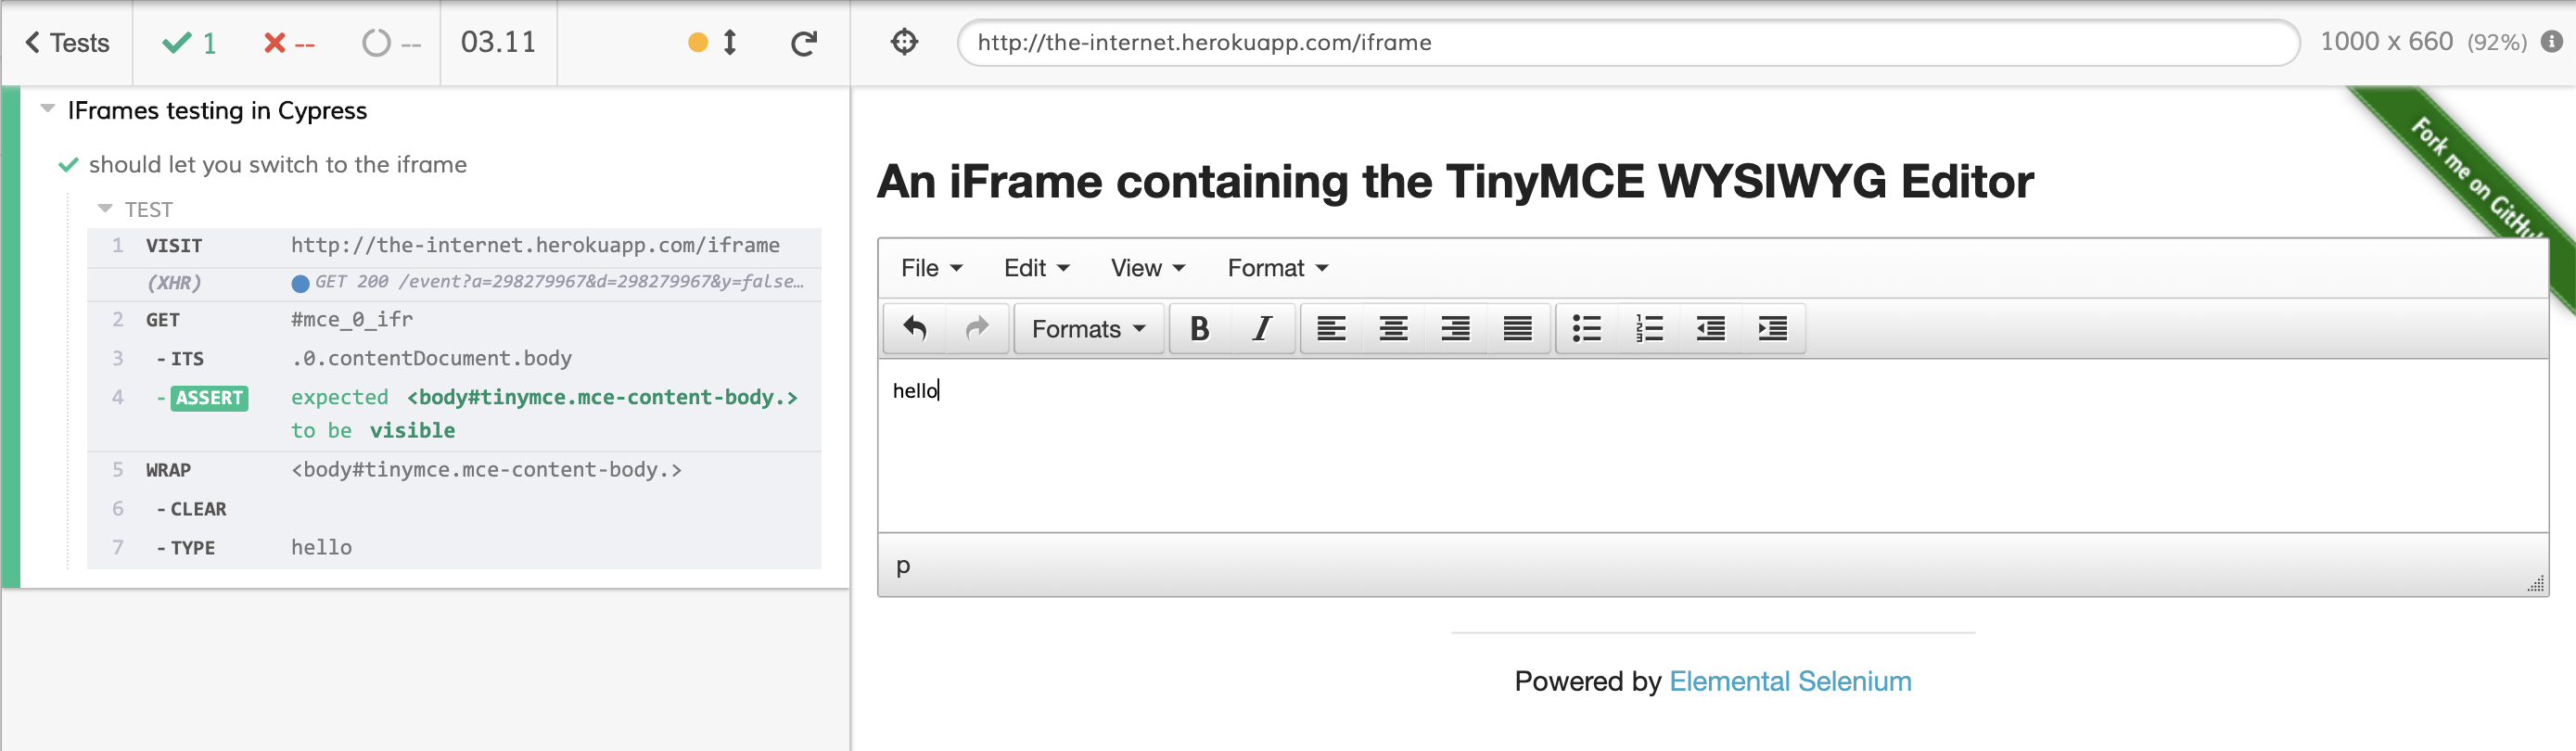 Tests 1 -- -- 03.11
http://the-internet.herokuapp.com/iframe 1000 x 660 (92%)
IFrames testing in Cypress
should let you switch to the iframe
TEST
1 VISIT http://the-internet.herokuapp.com/iframe
(XHR) GET 200 /event?a=298279967&d=298279967&y=false…
2 GET #mce_0_ifr
3 - ITS .0.contentDocument.body
4 - ASSERT expected <body#tinymce.mce-content-body.>
to be visible
5 WRAP <body#tinymce.mce-content-body.>
6 - CLEAR
7 - TYPE hello
Fork me on GitHu
An iFrame containing the TinyMCE WYSIWYG Editor
File Edit View Format
Formats B I
hello
p
Powered by Elemental Selenium